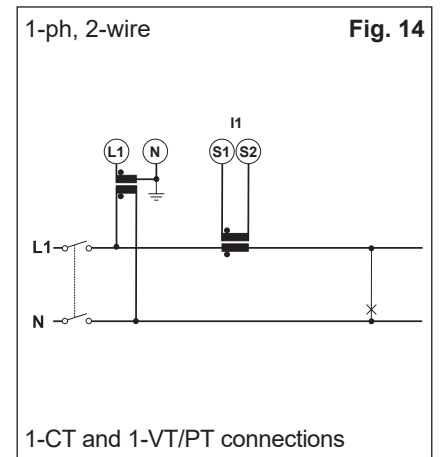 1-ph, 2-wire Fig. 14
I1
L1 N S1 S2
L1
N
1-CT and 1-VT/PT connections